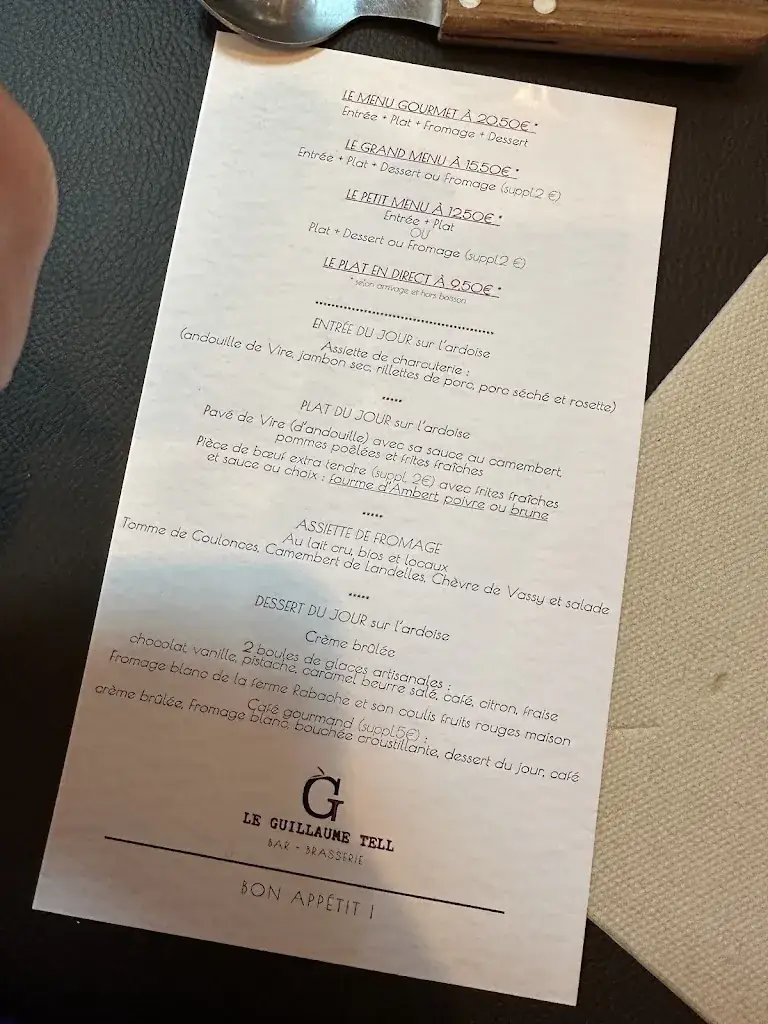 LE MENU GOURMET À 20.50€ *
Entrée + Plat + Fromage + Dessert
LE GRAND MENU À 15.50€ *
Entrée + Plat + Dessert ou Fromage (suppl.2 €)
LE PETIT MENU À 12.50€ *
Entrée + Plat
OU
Plat + Dessert ou Fromage (suppl.2 €)
LE PLAT EN DIRECT À 9.50€ *
* selon arrivage et hors boisson
ENTRÉE DU JOUR sur l'ardoise
Assiette de charcuterie :
(andouille de Vire, jambon sec, rillettes de porc, porc séché et rosette)
PLAT DU JOUR sur l'ardoise
Pavé de Vire (d'andouille) avec sa sauce au camembert,
pommes poêlées et frites fraîches
Pièce de bœuf extra tendre (suppl. 2€) avec frites fraîches
et sauce au choix : fourme d'Ambert, poivre ou brune
ASSIETTE DE FROMAGE
Au lait cru, bios et locaux
Tomme de Coulonces, Camembert de Landelles, Chèvre de Vassy et salade
DESSERT DU JOUR sur l'ardoise
Crème brûlée
2 boules de glaces artisanales :
chocolat, vanille, pistache, caramel beurre salé, café, citron, fraise
Fromage blanc de la ferme Rabache et son coulis fruits rouges maison
Café gourmand (suppl.5€) :
crème brûlée, fromage blanc, bouchée croustillante, dessert du jour, café
G
LE GUILLAUME TELL
BAR - BRASSERIE
BON APPÉTIT !